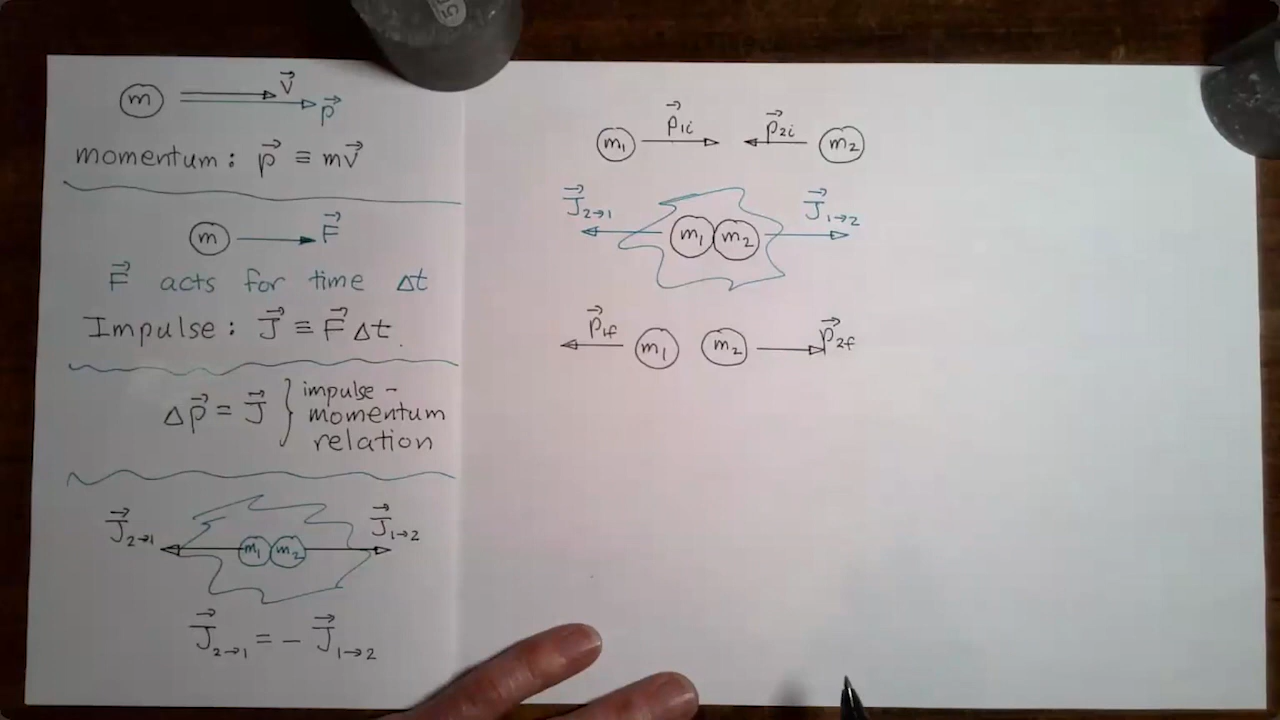 m v⃗
p⃗
momentum: p⃗ ≡ mv⃗
m F⃗
F⃗ acts for time Δt
Impulse: J⃗ ≡ F⃗ Δt.
Δp⃗ = J⃗ } impulse -
momentum
relation
J⃗₂→₁ m₁ m₂ J⃗₁→₂
J⃗₂→₁ = - J⃗₁→₂
m₁ p⃗₁ᵢ p⃗₂ᵢ m₂
J⃗₂→₁ m₁ m₂ J⃗₁→₂
p⃗1f m₁ m₂ p⃗2f